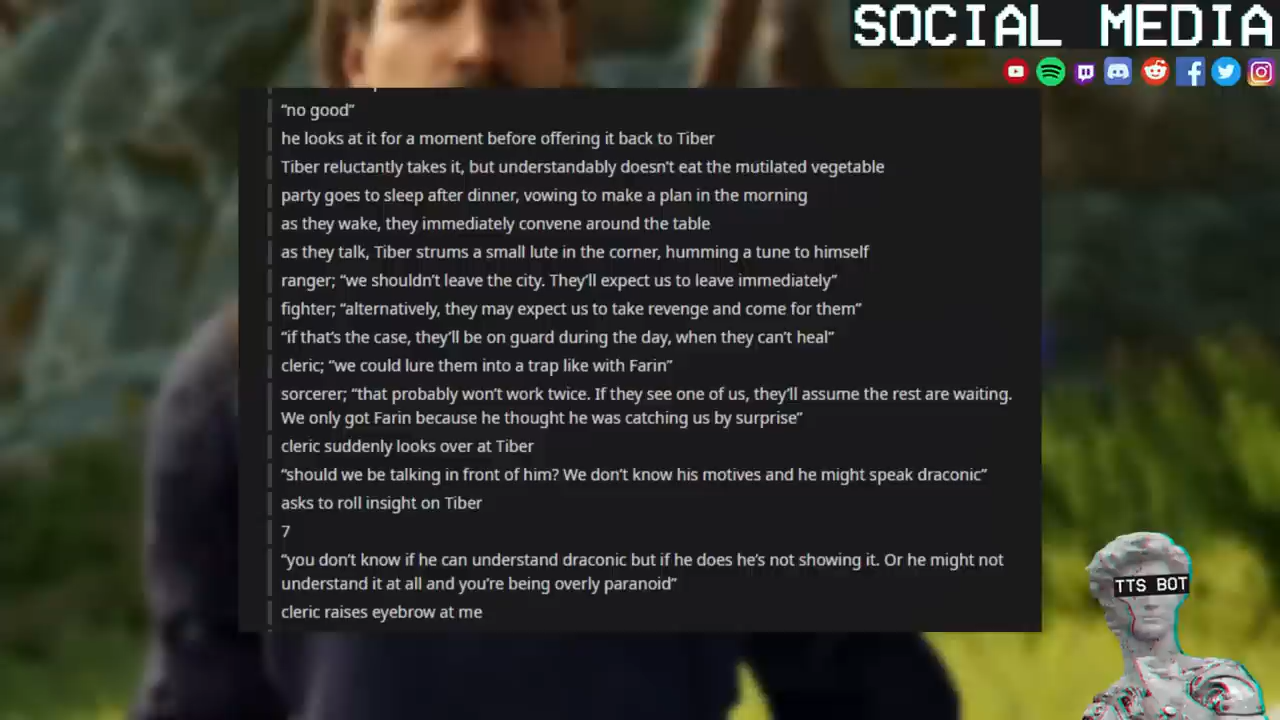 SOCIAL MEDIA
“no good”
he looks at it for a moment before offering it back to Tiber
Tiber reluctantly takes it, but understandably doesn’t eat the mutilated vegetable
party goes to sleep after dinner, vowing to make a plan in the morning
as they wake, they immediately convene around the table
as they talk, Tiber strums a small lute in the corner, humming a tune to himself
ranger; “we shouldn’t leave the city. They’ll expect us to leave immediately”
fighter; “alternatively, they may expect us to take revenge and come for them”
“if that’s the case, they’ll be on guard during the day, when they can’t heal”
cleric; “we could lure them into a trap like with Farin”
sorcerer; “that probably won’t work twice. If they see one of us, they’ll assume the rest are waiting.
We only got Farin because he thought he was catching us by surprise”
cleric suddenly looks over at Tiber
“should we be talking in front of him? We don’t know his motives and he might speak draconic”
asks to roll insight on Tiber
7
“you don’t know if he can understand draconic but if he does he’s not showing it. Or he might not
understand it at all and you’re being overly paranoid”
cleric raises eyebrow at me
TTS BOT